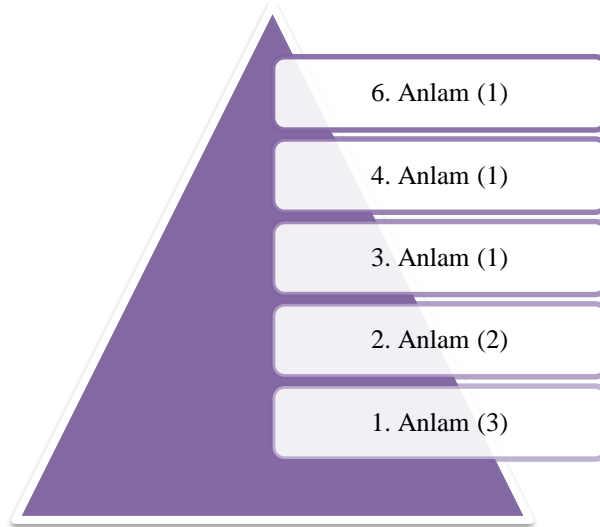 6. Anlam (1)
4. Anlam (1)
3. Anlam (1)
2. Anlam (2)
1. Anlam (3)